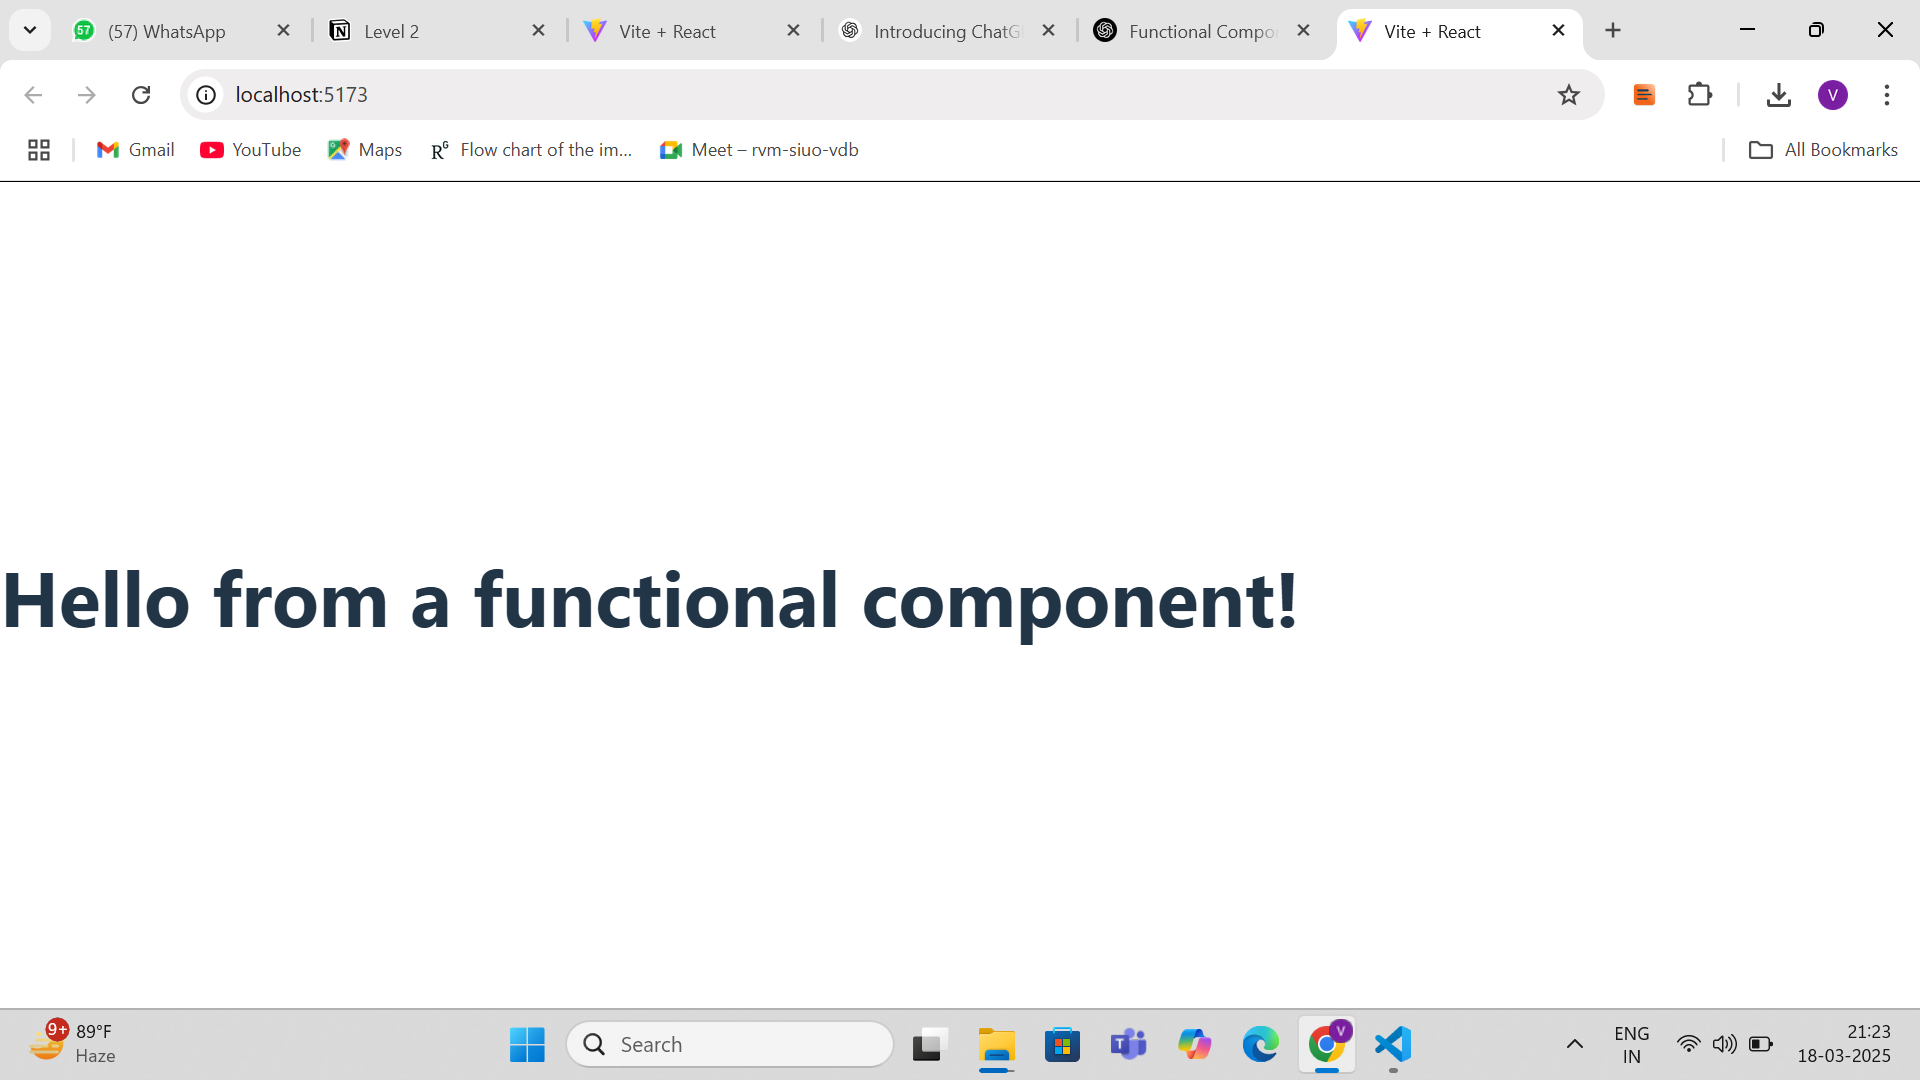 57 (57) WhatsApp
Level 2
Vite + React
Introducing ChatG
Functional Compo
Vite + React
localhost:5173
V
Gmail
YouTube
Maps
RG Flow chart of the im...
Meet – rvm-siuo-vdb
All Bookmarks
Hello from a functional component!
9+
89°F
Haze
Search
T
V
ENG
IN
21:23
18-03-2025